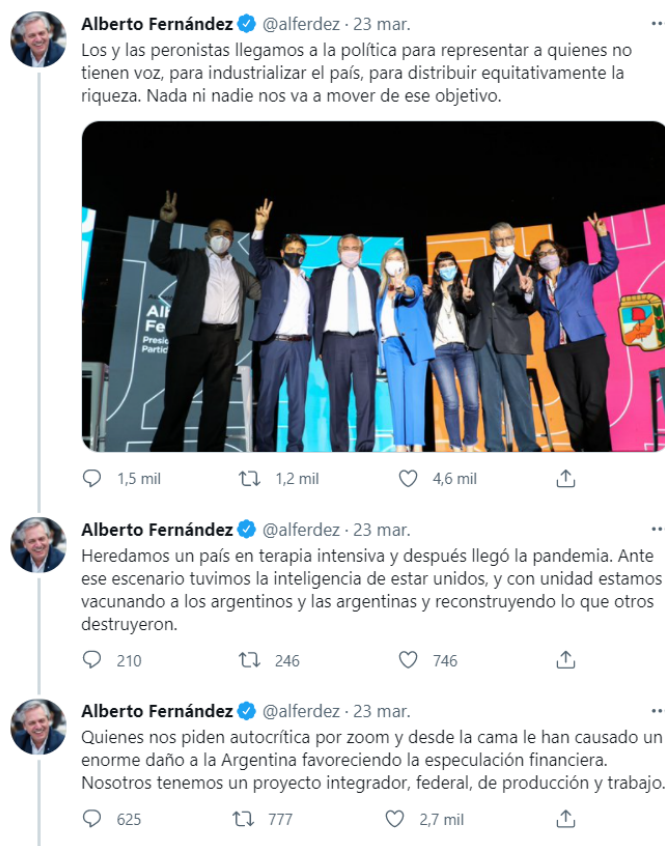 Alberto Fernández @alferdez · 23 mar.
Los y las peronistas llegamos a la política para representar a quienes no
tienen voz, para industrializar el país, para distribuir equitativamente la
riqueza. Nada ni nadie nos va a mover de ese objetivo.
1,5 mil 1,2 mil 4,6 mil
Alberto Fernández @alferdez · 23 mar.
Heredamos un país en terapia intensiva y después llegó la pandemia. Ante
ese escenario tuvimos la inteligencia de estar unidos, y con unidad estamos
vacunando a los argentinos y las argentinas y reconstruyendo lo que otros
destruyeron.
210 246 746
Alberto Fernández @alferdez · 23 mar.
Quienes nos piden autocrítica por zoom y desde la cama le han causado un
enorme daño a la Argentina favoreciendo la especulación financiera.
Nosotros tenemos un proyecto integrador, federal, de producción y trabajo.
625 777 2,7 mil